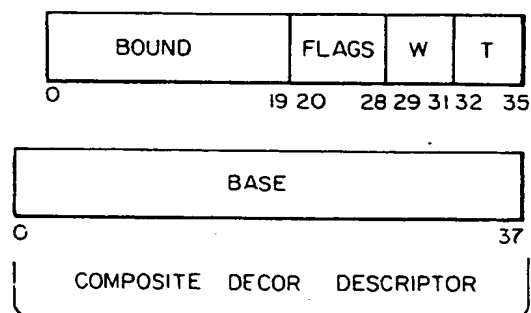 BOUND FLAGS W T
0 19 20 28 29 31 32 35
BASE
0 37
COMPOSITE DECOR DESCRIPTOR